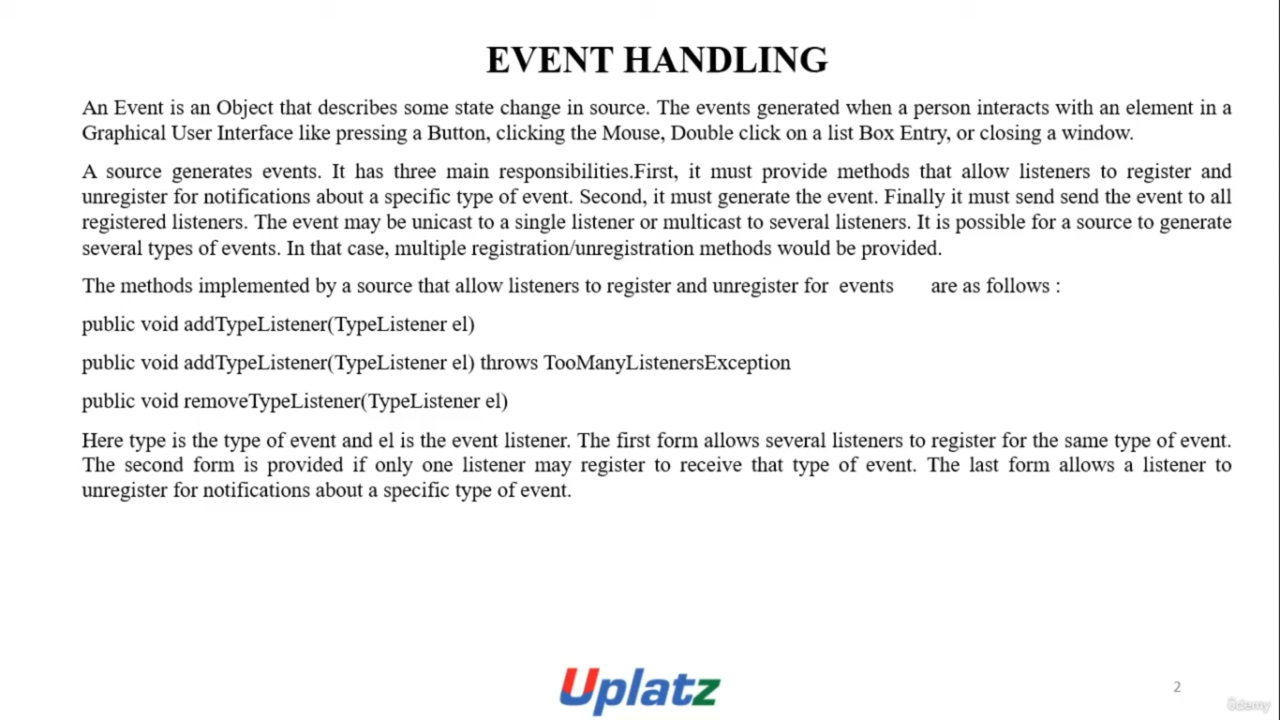 EVENT HANDLING
An Event is an Object that describes some state change in source. The events generated when a person interacts with an element in a
Graphical User Interface like pressing a Button, clicking the Mouse, Double click on a list Box Entry, or closing a window.
A source generates events. It has three main responsibilities.First, it must provide methods that allow listeners to register and
unregister for notifications about a specific type of event. Second, it must generate the event. Finally it must send send the event to all
registered listeners. The event may be unicast to a single listener or multicast to several listeners. It is possible for a source to generate
several types of events. In that case, multiple registration/unregistration methods would be provided.
The methods implemented by a source that allow listeners to register and unregister for events are as follows :
public void addTypeListener(TypeListener el)
public void addTypeListener(TypeListener el) throws TooManyListenersException
public void removeTypeListener(TypeListener el)
Here type is the type of event and el is the event listener. The first form allows several listeners to register for the same type of event.
The second form is provided if only one listener may register to receive that type of event. The last form allows a listener to
unregister for notifications about a specific type of event.
Uplatz
2
ûdemy